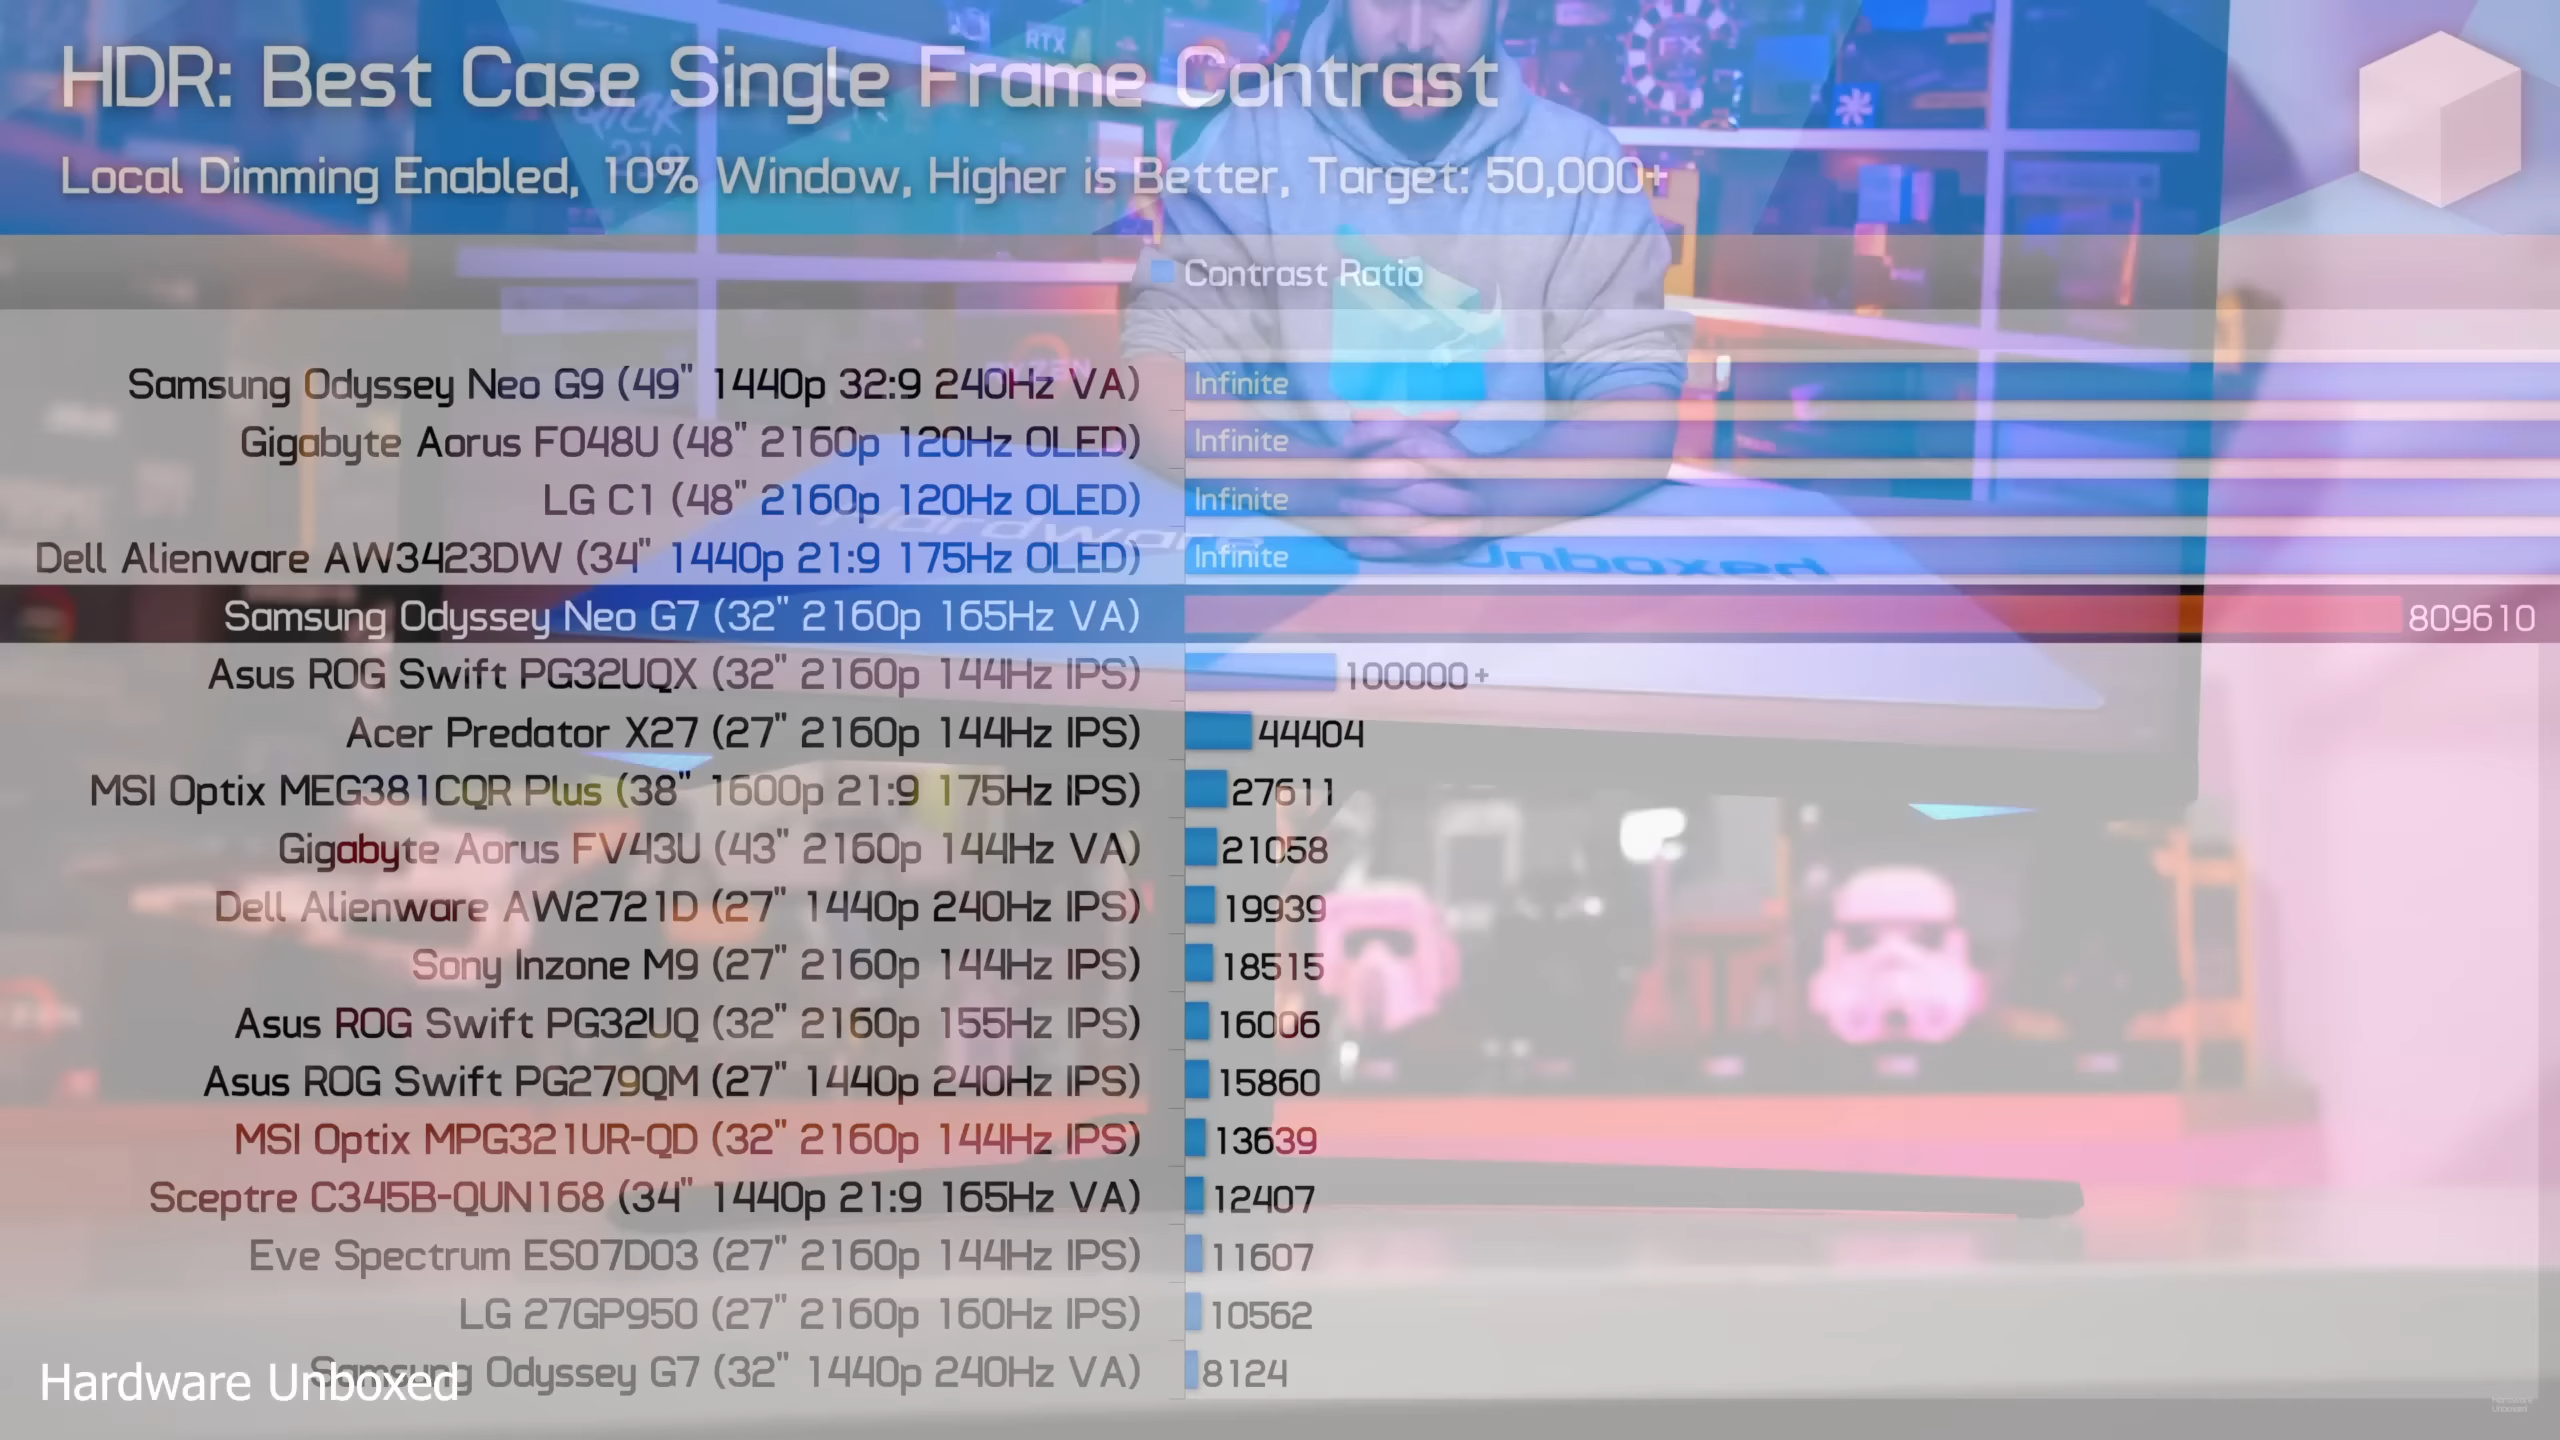 HDR: Best Case Single Frame Contrast
Local Dimming Enabled, 10% Window, Higher is Better, Target: 50,000+
Contrast Ratio
Samsung Odyssey Neo G9 (49" 1440p 32:9 240Hz VA) Infinite
Gigabyte Aorus FO48U (48" 2160p 120Hz OLED) Infinite
LG C1 (48" 2160p 120Hz OLED) Infinite
Dell Alienware AW3423DW (34" 1440p 21:9 175Hz OLED) Infinite
Samsung Odyssey Neo G7 (32" 2160p 165Hz VA) 809610
Asus ROG Swift PG32UQX (32" 2160p 144Hz IPS) 100000+
Acer Predator X27 (27" 2160p 144Hz IPS) 44404
MSI Optix MEG381CQR Plus (38" 1600p 21:9 175Hz IPS) 27611
Gigabyte Aorus FV43U (43" 2160p 144Hz VA) 21058
Dell Alienware AW2721D (27" 1440p 240Hz IPS) 19939
Sony Inzone M9 (27" 2160p 144Hz IPS) 18515
Asus ROG Swift PG32UQ (32" 2160p 155Hz IPS) 16006
Asus ROG Swift PG279QM (27" 1440p 240Hz IPS) 15860
MSI Optix MPG321UR-QD (32" 2160p 144Hz IPS) 13639
Sceptre C345B-QUN168 (34" 1440p 21:9 165Hz VA) 12407
Eve Spectrum ES07D03 (27" 2160p 144Hz IPS) 11607
LG 27GP950 (27" 2160p 160Hz IPS) 10562
Samsung Odyssey G7 (32" 1440p 240Hz VA) 8124
Hardware Unboxed
RTX
FX
Hardware Unboxed